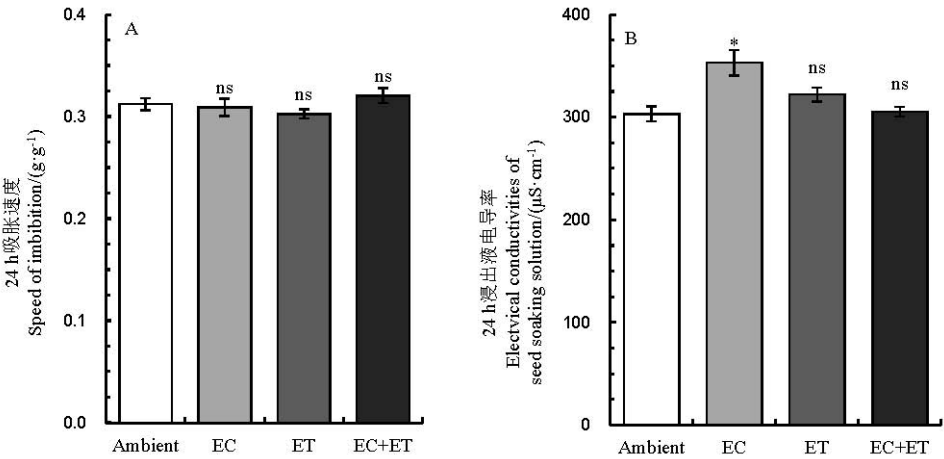 0.4
A
ns
ns
ns
0.3
0.2
0.1
0.0
24 h吸胀速度
Speed of imbibition/(g·g⁻¹)
Ambient
EC
ET
EC+ET
400
B
*
ns
ns
300
200
100
0
24 h浸出液电导率
Electvical conductivities of
seed soaking solution/(μS·cm⁻¹)
Ambient
EC
ET
EC+ET